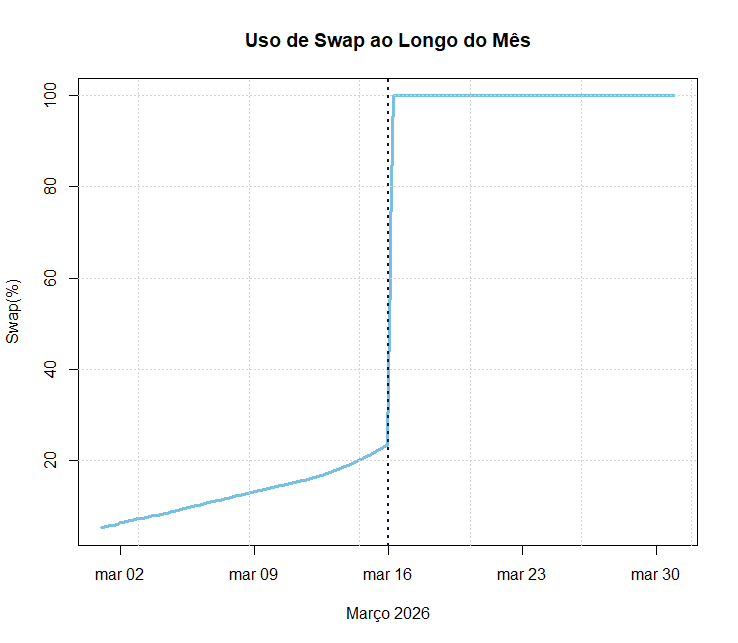 Uso de Swap ao Longo do Mês
Swap(%)
100
80
60
40
20
mar 02
mar 09
mar 16
mar 23
mar 30
Março 2026